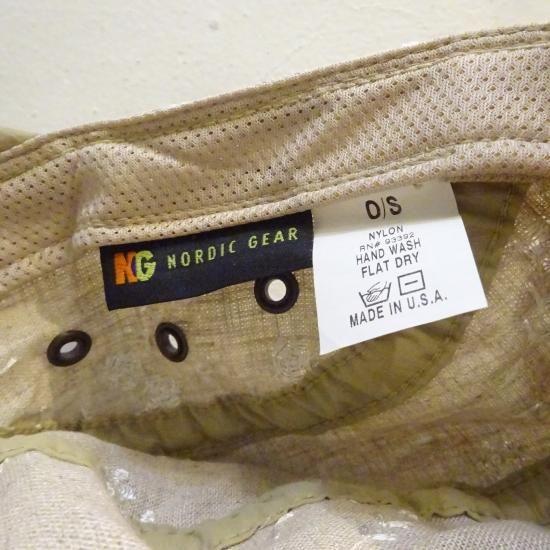 NG NORDIC GEAR
O/S
NYLON
RN# 93392
HAND WASH
FLAT DRY
MADE IN U.S.A.